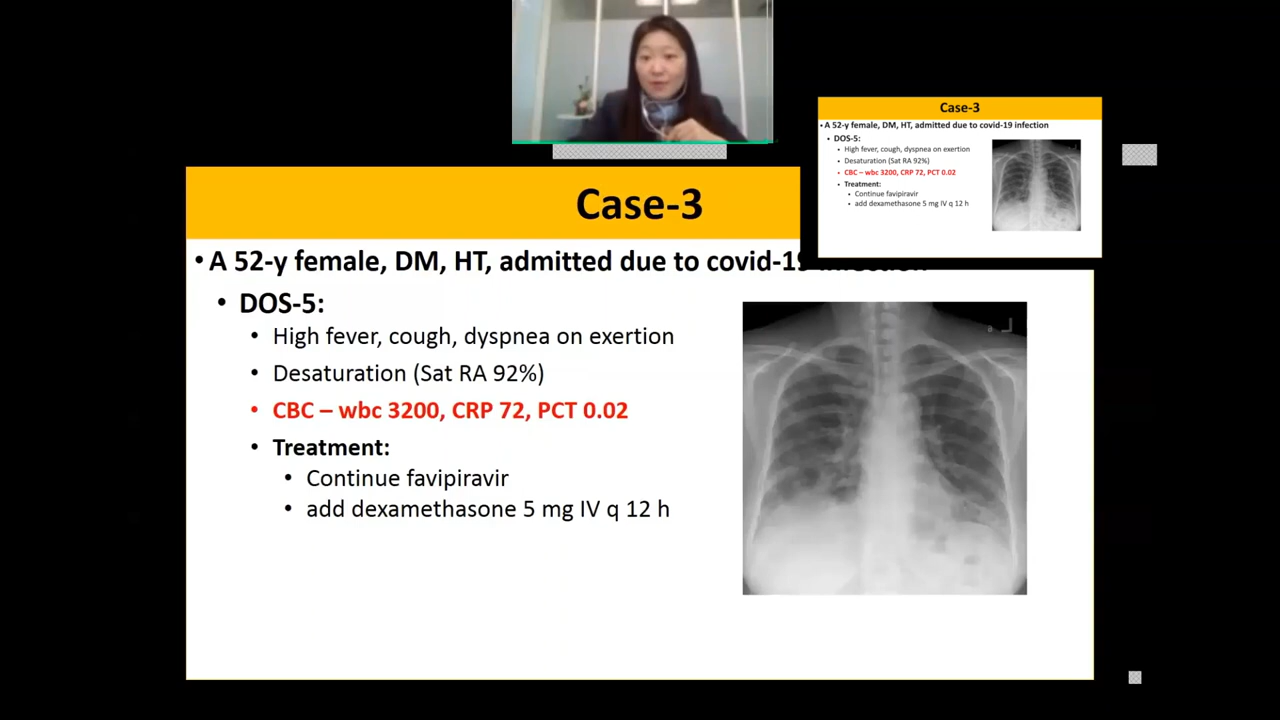 Case-3
• A 52-y female, DM, HT, admitted due to covid-19 infection
• DOS-5:
• High fever, cough, dyspnea on exertion
• Desaturation (Sat RA 92%)
• CBC – wbc 3200, CRP 72, PCT 0.02
• Treatment:
• Continue favipiravir
• add dexamethasone 5 mg IV q 12 h
Case-3
• A 52-y female, DM, HT, admitted due to covid-19 infection
• DOS-5:
• High fever, cough, dyspnea on exertion
• Desaturation (Sat RA 92%)
• CBC – wbc 3200, CRP 72, PCT 0.02
• Treatment:
• Continue favipiravir
• add dexamethasone 5 mg IV q 12 h